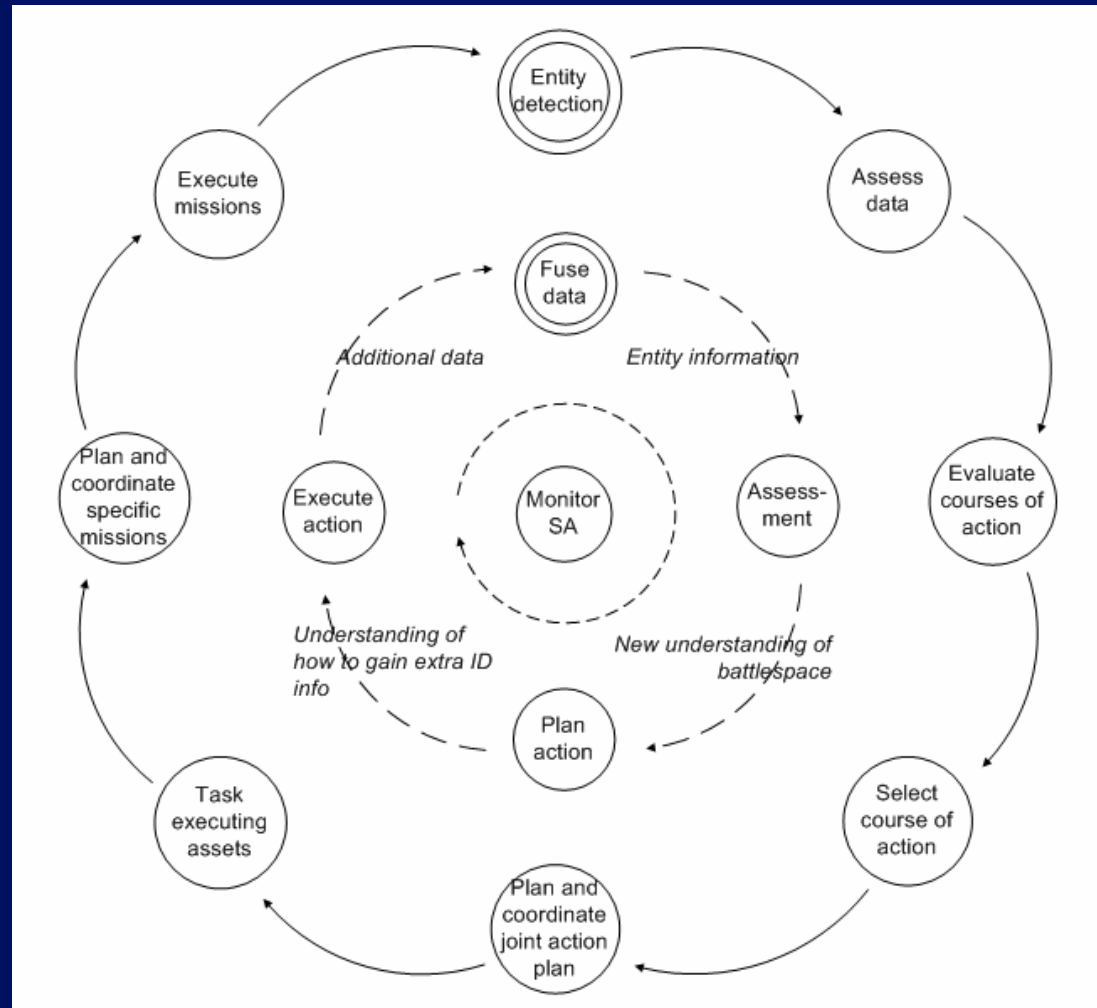 Entity
detection
Execute
missions
Assess
data
Fuse
data
Additional data
Entity information
Plan and
coordinate
specific
missions
Execute
action
Monitor
SA
Assess-
ment
Evaluate
courses of
action
Understanding of
how to gain extra ID
info
New understanding of
battlespace
Plan
action
Task
executing
assets
Select
course of
action
Plan and
coordinate
joint action
plan